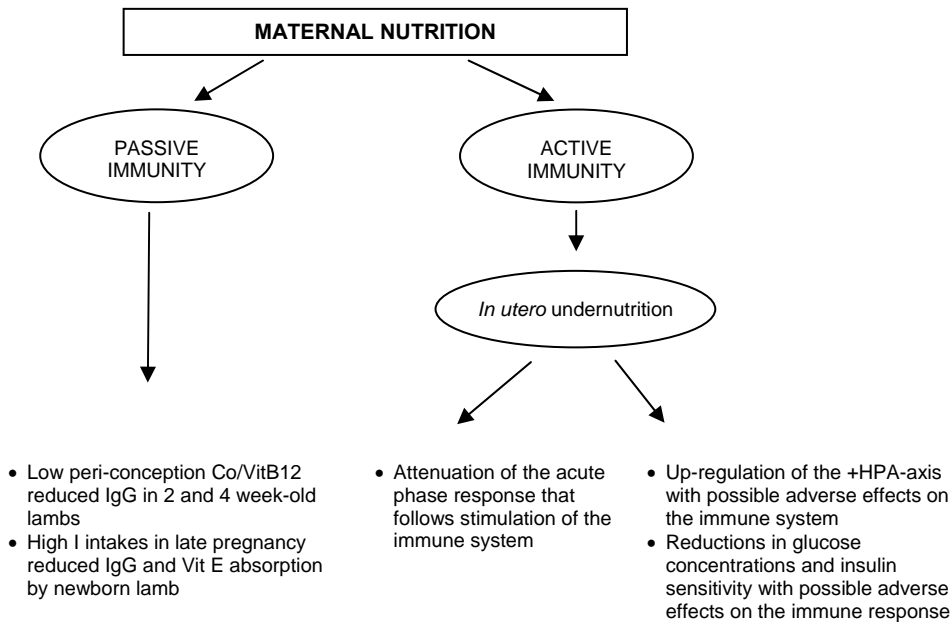 MATERNAL NUTRITION
PASSIVE
IMMUNITY
ACTIVE
IMMUNITY
In utero undernutrition
• Low peri-conception Co/VitB12
reduced IgG in 2 and 4 week-old
lambs
• High I intakes in late pregnancy
reduced IgG and Vit E absorption
by newborn lamb
• Attenuation of the acute
phase response that
follows stimulation of the
immune system
• Up-regulation of the +HPA-axis
with possible adverse effects on
the immune system
• Reductions in glucose
concentrations and insulin
sensitivity with possible adverse
effects on the immune response